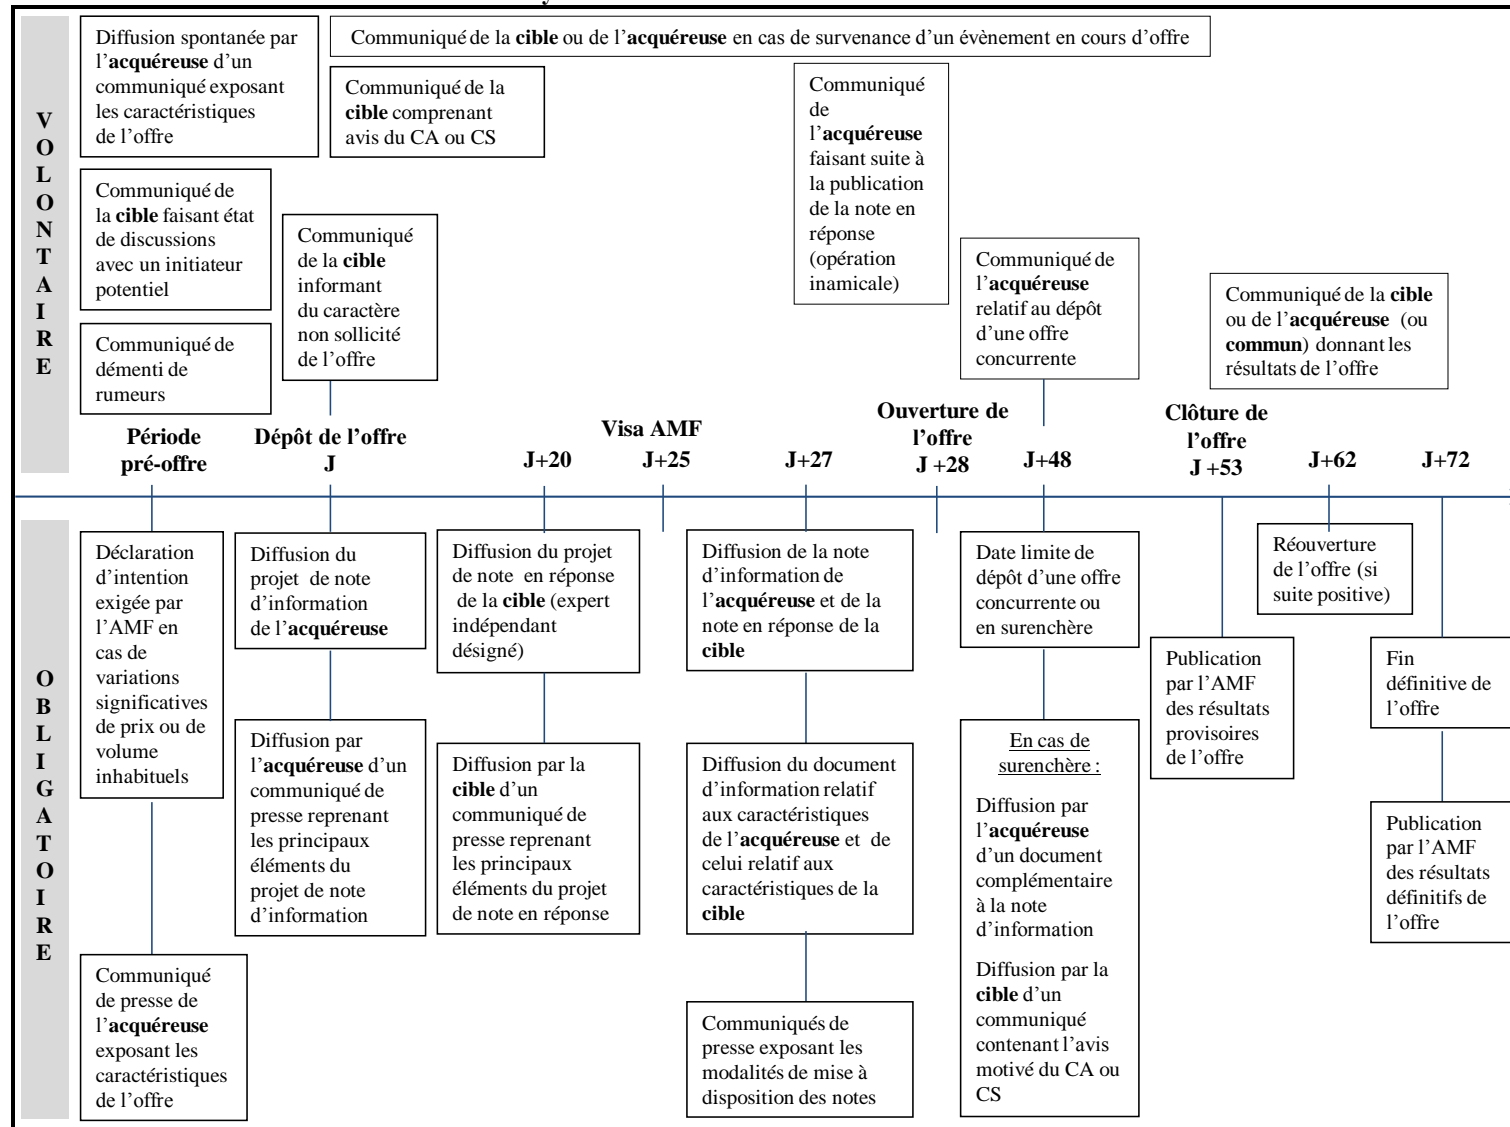 VOLONTAIRE
Diffusion spontanée par
l’acquéreuse d’un
communiqué exposant
les caractéristiques
de l’offre
Communiqué de la cible ou de l’acquéreuse en cas de survenance d’un évènement en cours d’offre
Communiqué de la
cible comprenant
avis du CA ou CS
Communiqué
de
l’acquéreuse
faisant suite à
la publication
de la note en
réponse
(opération
inamicale)
Communiqué de
la cible faisant état
de discussions
avec un initiateur
potentiel
Communiqué
de la cible
informant
du caractère
non sollicité
de l’offre
Communiqué de
l’acquéreuse
relatif au dépôt
d’une offre
concurrente
Communiqué de la cible
ou de l’acquéreuse (ou
commun) donnant les
résultats de l’offre
Communiqué de
démenti de
rumeurs
Période
pré-offre
Dépôt de l’offre
J
J+20
Visa AMF
J+25
J+27
Ouverture de
l’offre
J +28
J+48
Clôture de
l’offre
J +53
J+62
J+72
OBLIGATOIRE
Déclaration
d’intention
exigée par
l’AMF en
cas de
variations
significatives
de prix ou de
volume
inhabituels
Communiqué
de presse de
l’acquéreuse
exposant les
caractéristiques
de l’offre
Diffusion du
projet de note
d’information
de l’acquéreuse
Diffusion par
l’acquéreuse d’un
communiqué de
presse reprenant
les principaux
éléments du
projet de note
d’information
Diffusion du projet
de note en réponse
de la cible (expert
indépendant
désigné)
Diffusion par la
cible d’un
communiqué de
presse reprenant
les principaux
éléments du projet
de note en réponse
Diffusion de la note
d’information de
l’acquéreuse et de la
note en réponse de la
cible
Diffusion du document
d’information relatif
aux caractéristiques
de l’acquéreuse et de
celui relatif aux
caractéristiques de la
cible
Communiqués de
presse exposant les
modalités de mise à
disposition des notes
Date limite de
dépôt d’une offre
concurrente ou
en surenchère
En cas de
surenchère :
Diffusion par
l’acquéreuse
d’un document
complémentaire
à la note
d’information
Diffusion par la
cible d’un
communiqué
contenant l’avis
motivé du CA ou
CS
Publication
par l’AMF
des résultats
provisoires
de l’offre
Réouverture
de l’offre (si
suite positive)
Fin
définitive de
l’offre
Publication
par l’AMF
des résultats
définitifs de
l’offre